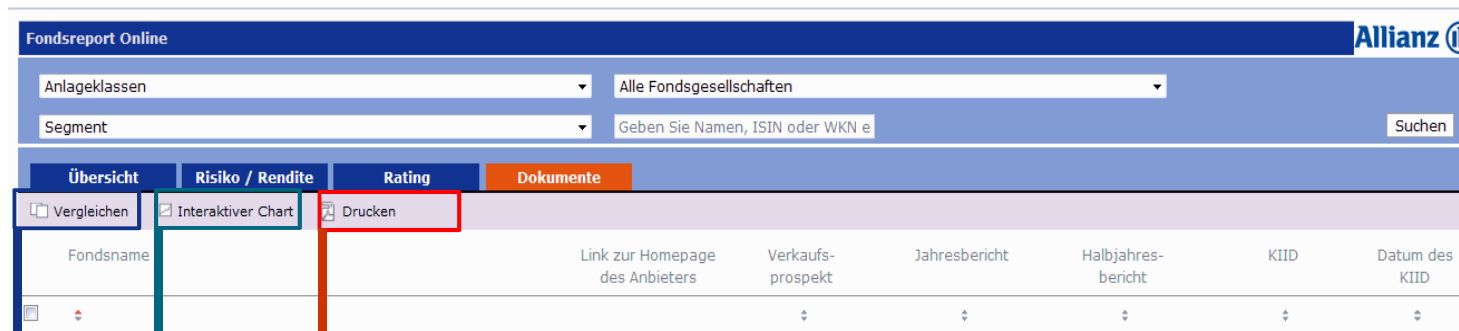 Fondsreport Online
Allianz
Anlageklassen
Alle Fondsgesellschaften
Segment
Geben Sie Namen, ISIN oder WKN e
Suchen
Übersicht
Risiko / Rendite
Rating
Dokumente
Vergleichen
Interaktiver Chart
Drucken
Fondsname
Link zur Homepage
des Anbieters
Verkaufs-
prospekt
Jahresbericht
Halbjahres-
bericht
KIID
Datum des
KIID